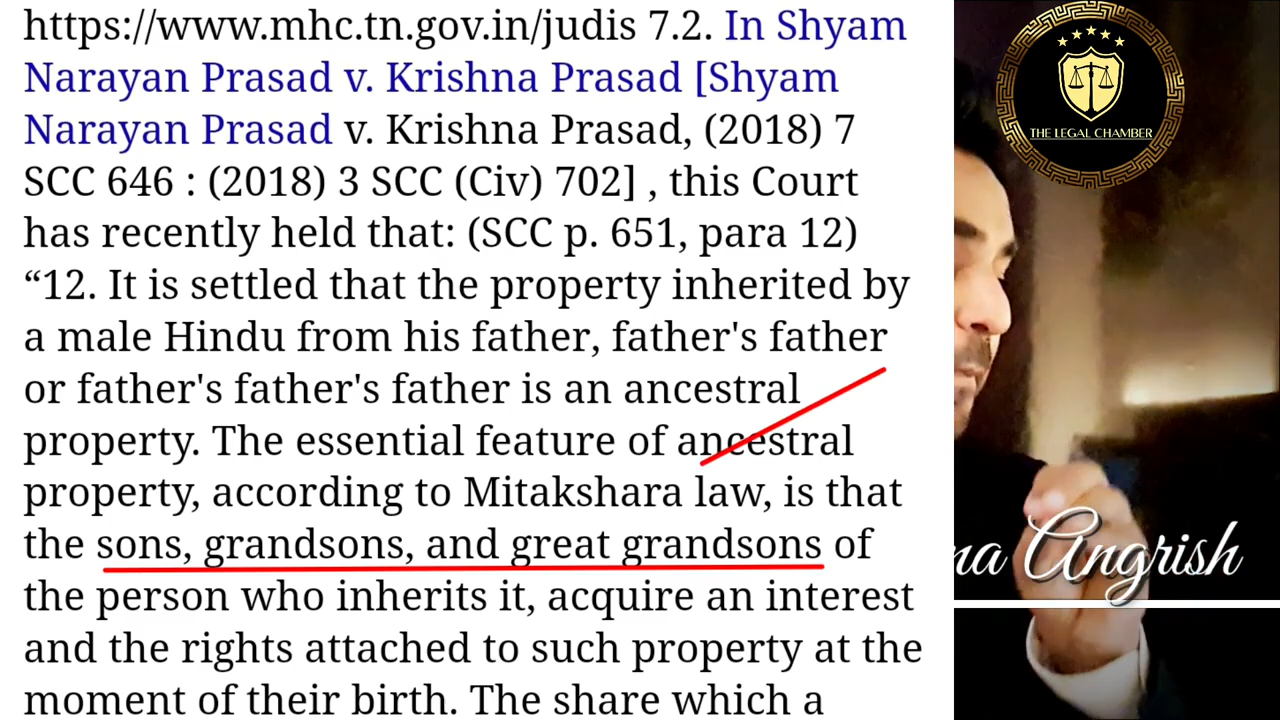 https://www.mhc.tn.gov.in/judis 7.2. In Shyam
Narayan Prasad v. Krishna Prasad [Shyam
Narayan Prasad v. Krishna Prasad, (2018) 7
SCC 646 : (2018) 3 SCC (Civ) 702] , this Court
has recently held that: (SCC p. 651, para 12)
“12. It is settled that the property inherited by
a male Hindu from his father, father's father
or father's father's father is an ancestral
property. The essential feature of ancestral
property, according to Mitakshara law, is that
the sons, grandsons, and great grandsons of
the person who inherits it, acquire an interest
and the rights attached to such property at the
moment of their birth. The share which a
THE LEGAL CHAMBER
na Angrish